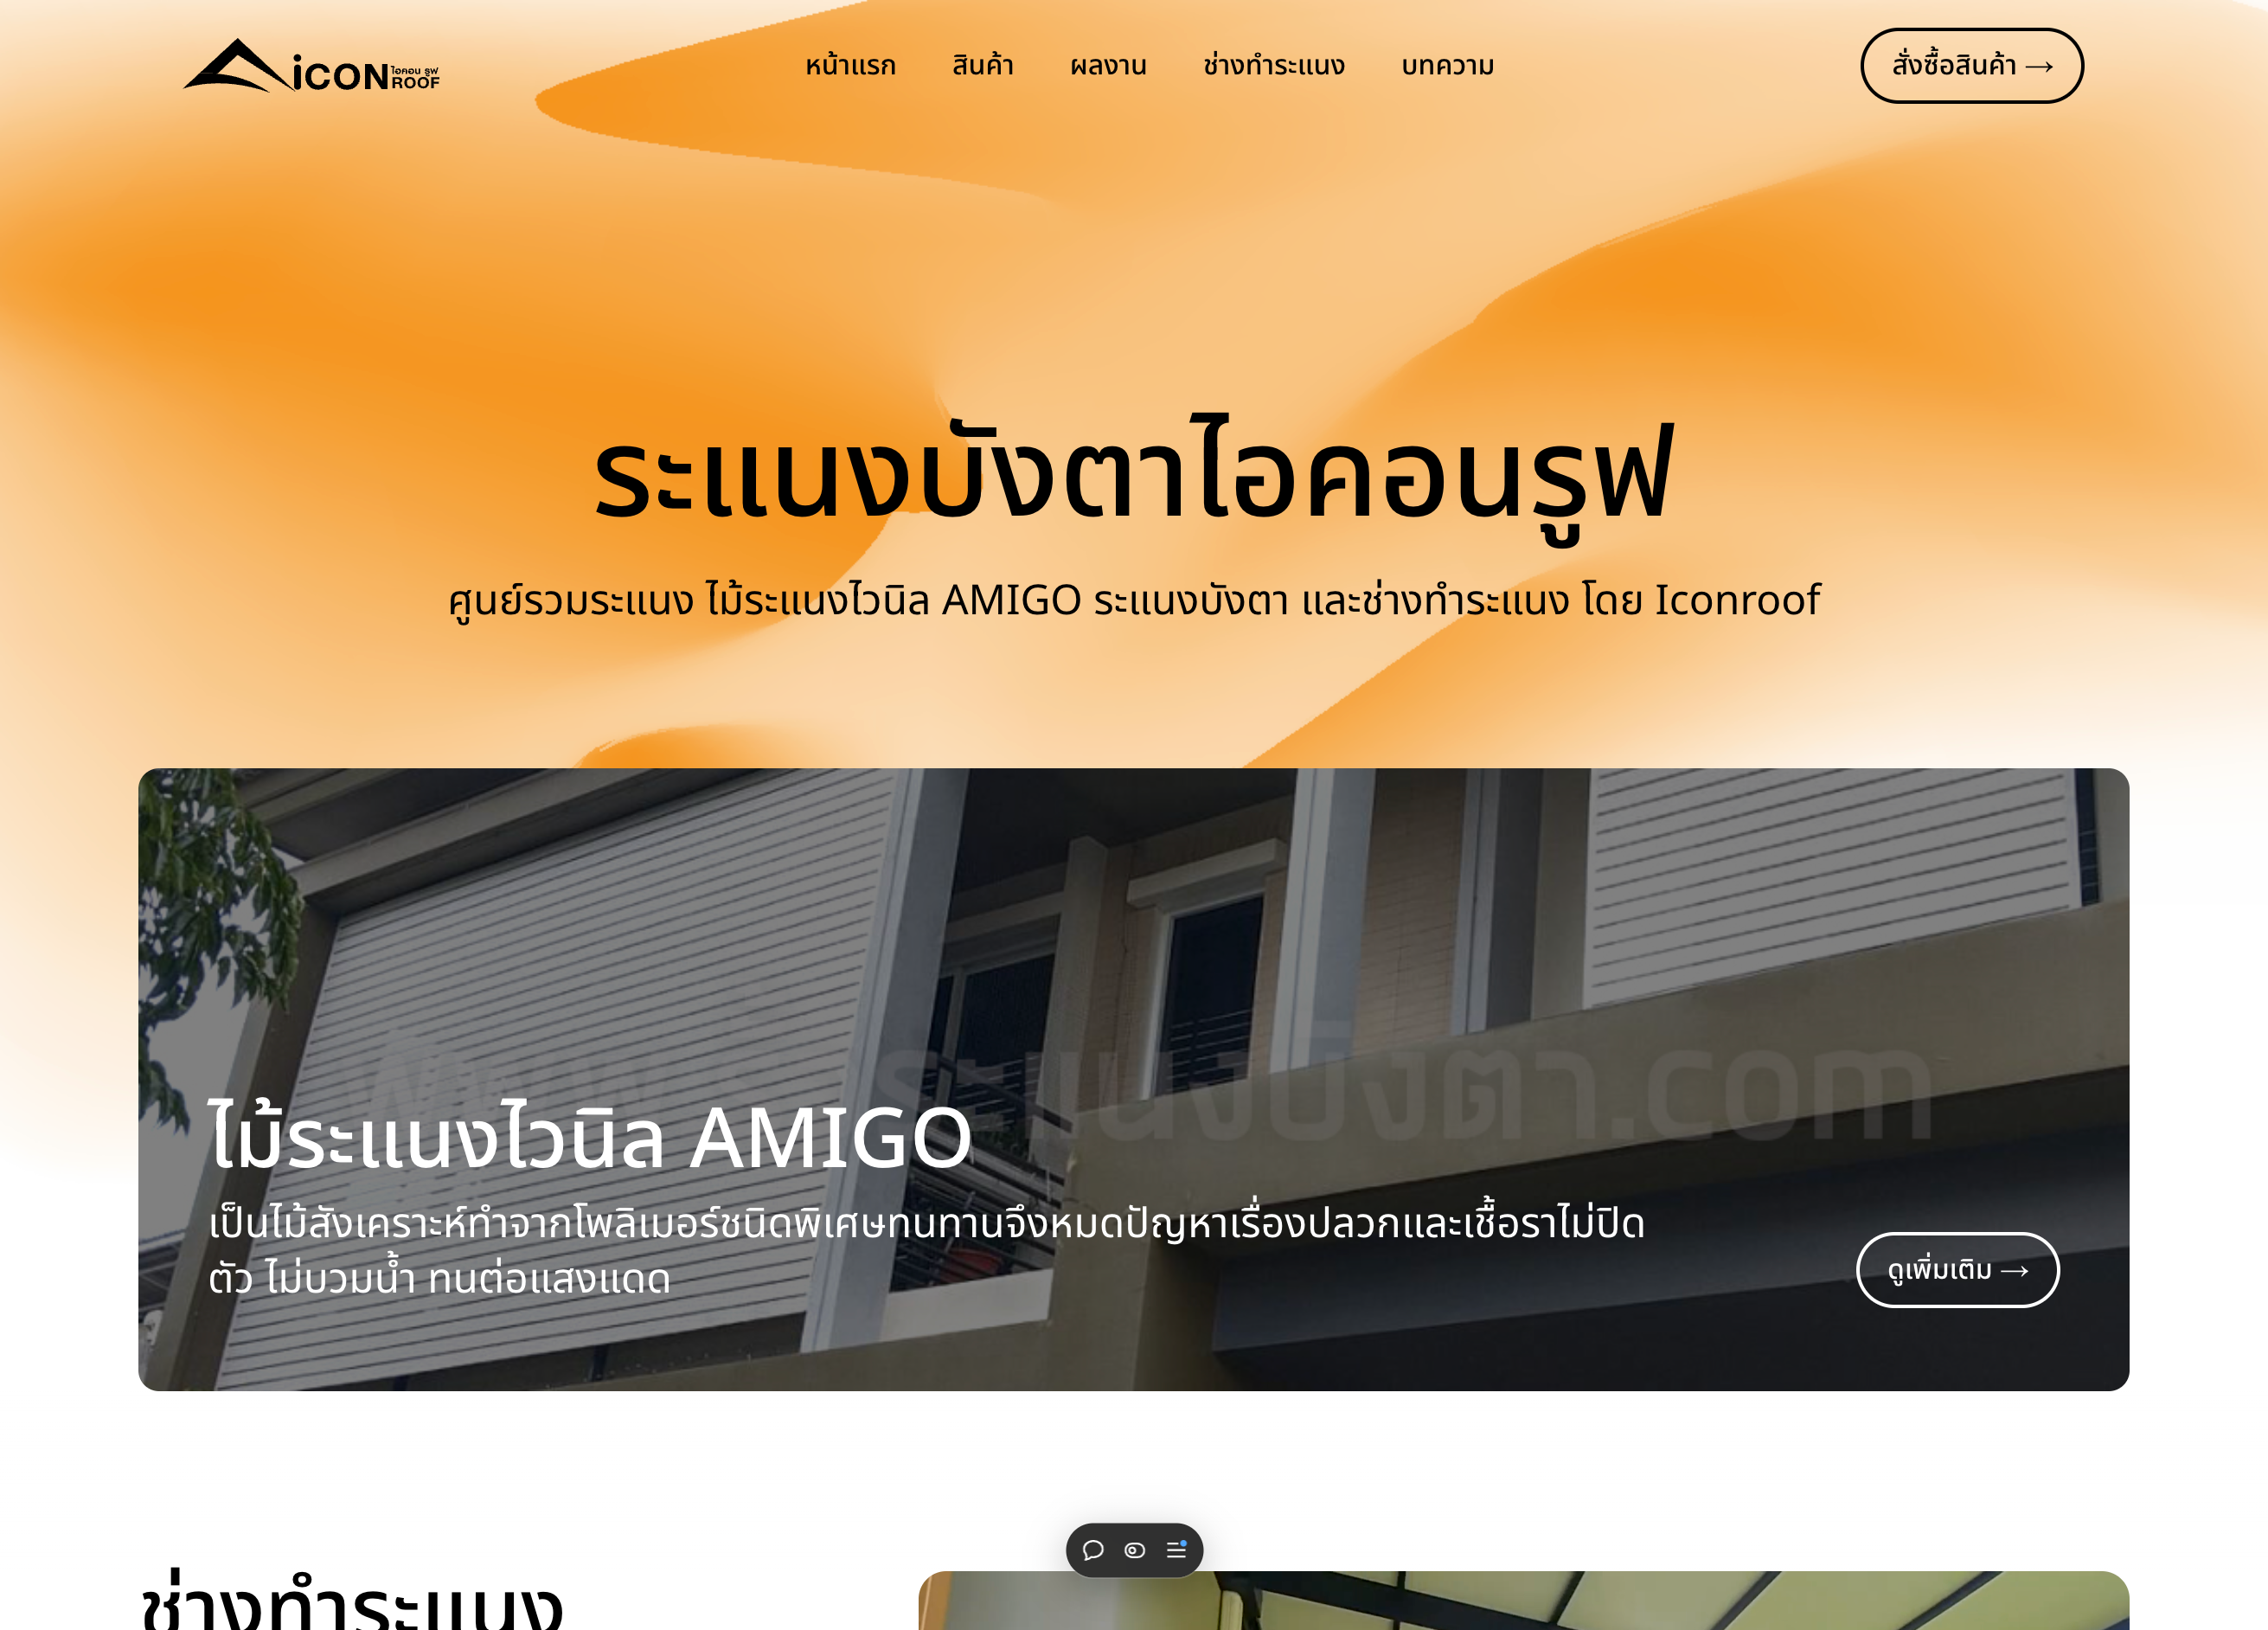 iCON ไอคอน รูฟ ROOF
หน้าแรก สินค้า ผลงาน ช่างทำระแนง บทความ
สั่งซื้อสินค้า →
ระแนงบังตาไอคอนรูฟ
ศูนย์รวมระแนง ไม้ระแนงไวนิล AMIGO ระแนงบังตา และช่างทำระแนง โดย Iconroof
ระแนงบังตา.com
ไม้ระแนงไวนิล AMIGO
เป็นไม้สังเคราะห์ทำจากโพลิเมอร์ชนิดพิเศษทนทานจึงหมดปัญหาเรื่องปลวกและเชื้อราไม่ปิด
ตัว ไม่บวมน้ำ ทนต่อแสงแดด
ดูเพิ่มเติม →
ช่างทำระแนง